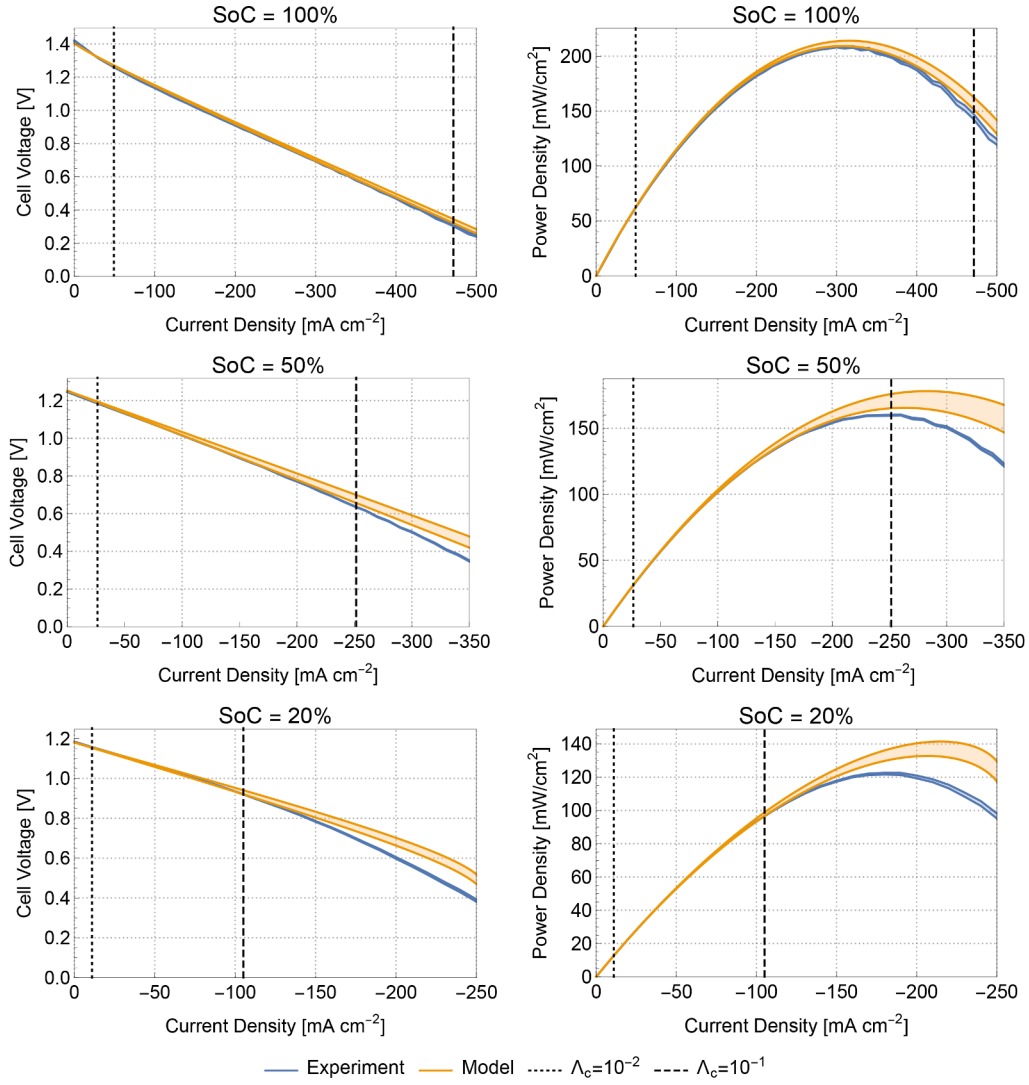 SoC = 100%
Cell Voltage [V]
1.4
1.2
1.0
0.8
0.6
0.4
0.2
0.0
0 −100 −200 −300 −400 −500
Current Density [mA cm⁻²]
SoC = 100%
Power Density [mW/cm²]
200
150
100
50
0
0 −100 −200 −300 −400 −500
Current Density [mA cm⁻²]
SoC = 50%
Cell Voltage [V]
1.2
1.0
0.8
0.6
0.4
0.2
0.0
0 −50 −100 −150 −200 −250 −300 −350
Current Density [mA cm⁻²]
SoC = 50%
Power Density [mW/cm²]
150
100
50
0
0 −50 −100 −150 −200 −250 −300 −350
Current Density [mA cm⁻²]
SoC = 20%
Cell Voltage [V]
1.2
1.0
0.8
0.6
0.4
0.2
0.0
0 −50 −100 −150 −200 −250
Current Density [mA cm⁻²]
SoC = 20%
Power Density [mW/cm²]
140
120
100
80
60
40
20
0
0 −50 −100 −150 −200 −250
Current Density [mA cm⁻²]
Experiment Model Λc=10⁻² Λc=10⁻¹